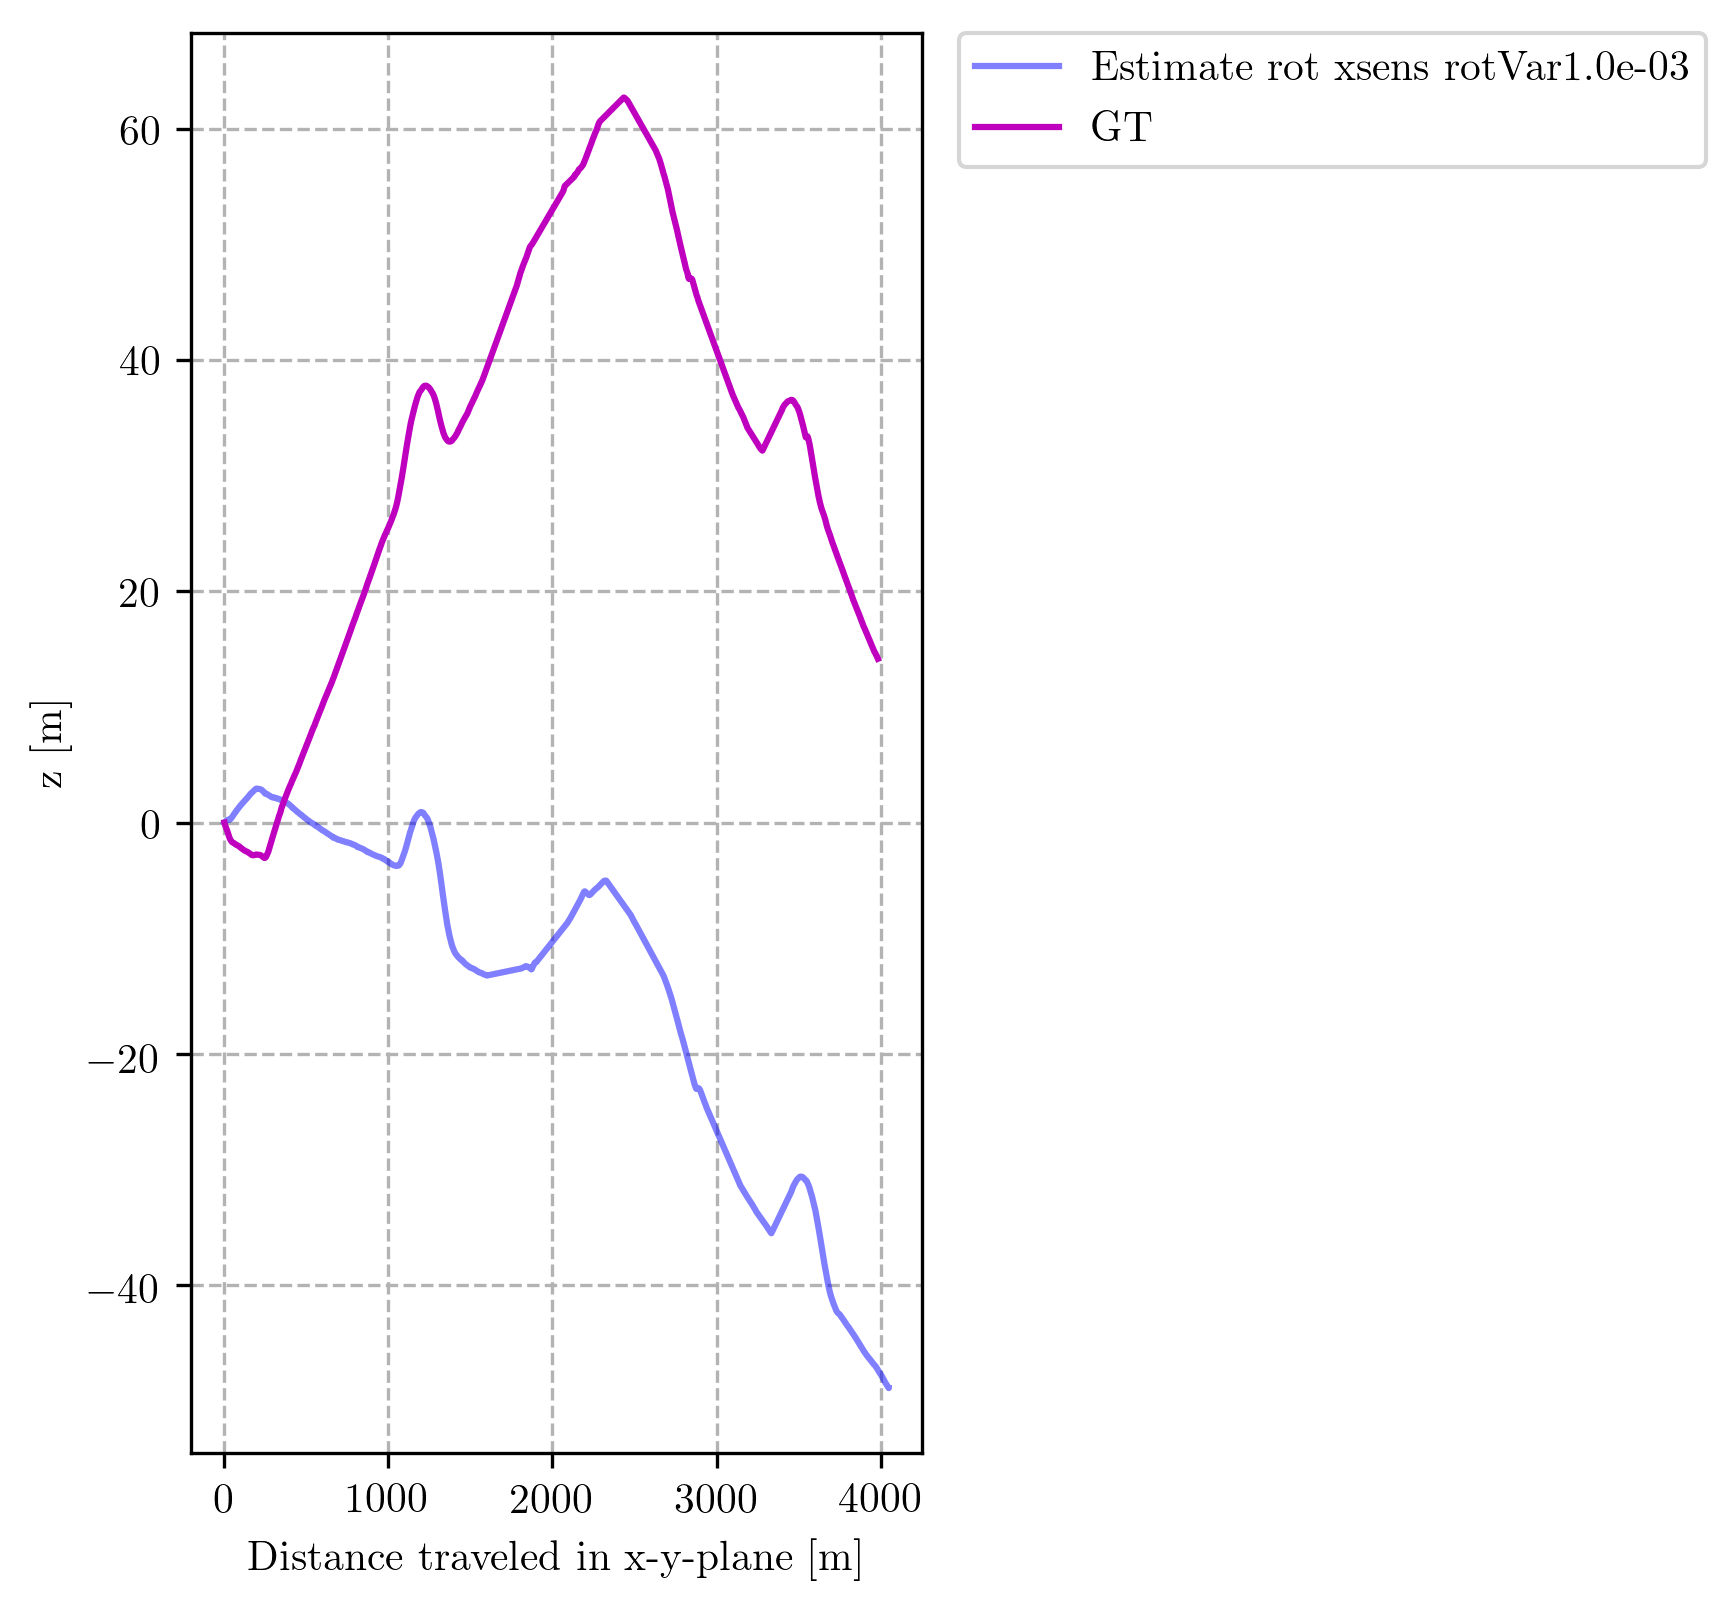 Estimate rot xsens rotVar1.0e-03
GT
60
40
20
0
−20
−40
z [m]
0 1000 2000 3000 4000
Distance traveled in x-y-plane [m]